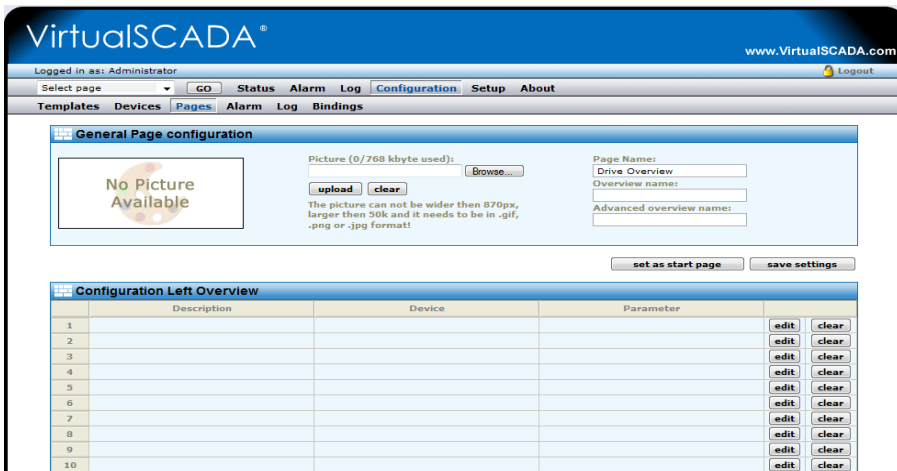 VirtualSCADA®
www.VirtualSCADA.com
Logged in as: Administrator
Logout
Select page GO Status Alarm Log Configuration Setup About
Templates Devices Pages Alarm Log Bindings
General Page configuration
No Picture
Available
Picture (0/768 kbyte used):
Browse...
upload clear
The picture can not be wider then 870px,
larger then 50k and it needs to be in .gif,
.png or .jpg format!
Page Name:
Drive Overview
Overview name:
Advanced overview name:
set as start page save settings
Configuration Left Overview
Description Device Parameter
1 edit clear
2 edit clear
3 edit clear
4 edit clear
5 edit clear
6 edit clear
7 edit clear
8 edit clear
9 edit clear
10 edit clear